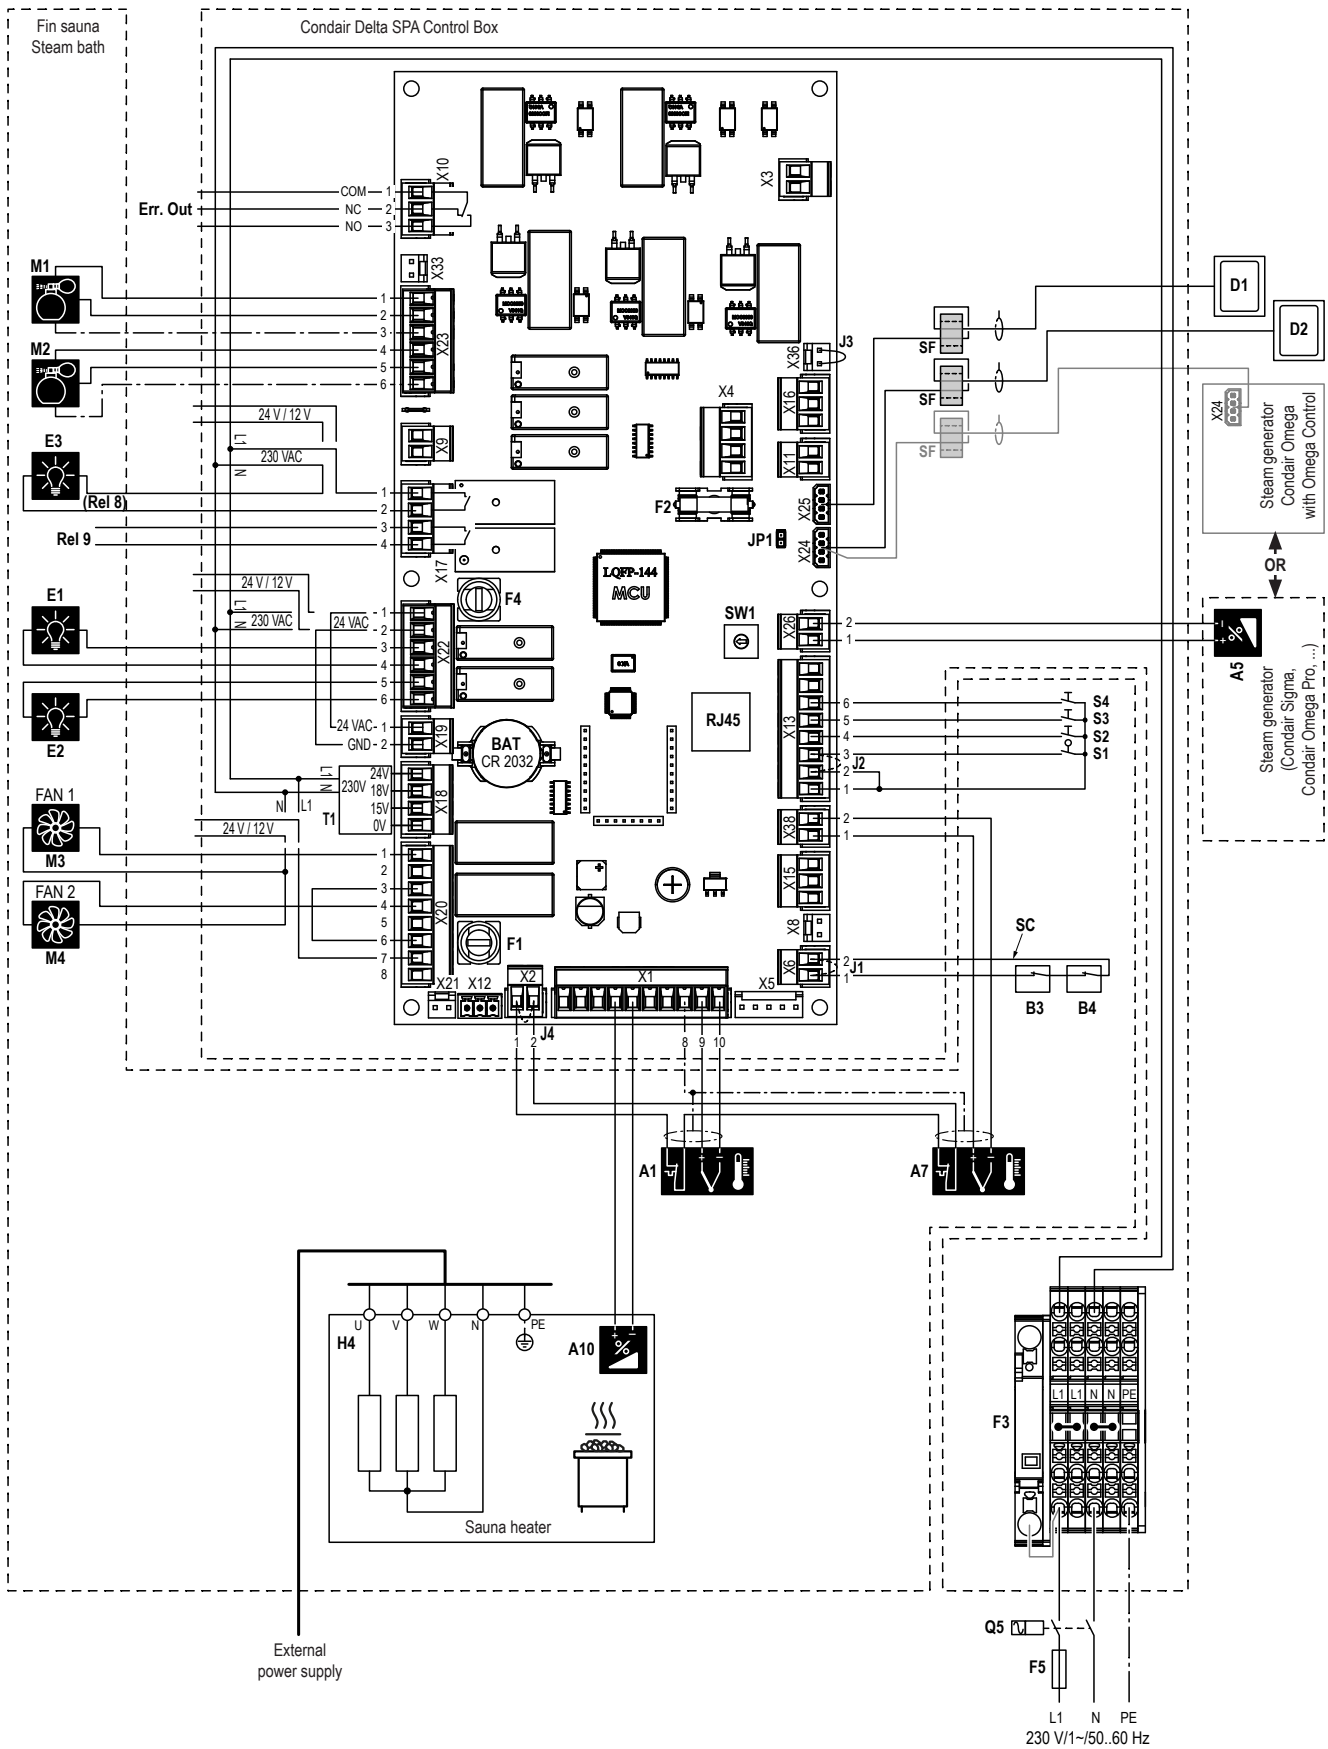 Fin sauna
Steam bath
Condair Delta SPA Control Box
X10
COM 1
Err. Out NC 2
NO 3
X3
X33
M1
1
2
3
X23
M2
4
5
6
D1
D2
SF
SF
SF
J3
X36
X16
X4
X11
X9
24 V / 12 V
L1
230 VAC
N
E3
(Rel 8)
1
2
Rel 9
3
4
X17
F2
X25
JP1
X24
X24
Steam generator
Condair Omega
with Omega Control
OR
LQFP-144
MCU
F4
24 V / 12 V
L1
N
230 VAC
24 VAC
E1
1
2
3
4
5
6
X22
E2
SW1
X26
2
1
A5
%
- +
Steam generator
(Condair Sigma,
Condair Omega Pro, ...)
RJ45
X13
6
5
4
3
2
1
S4
S3
S2
S1
J2
24 VAC 1
GND 2
X19
BAT
CR 2032
L1
N
230V
T1
24V
18V
15V
0V
X18
N L1
FAN 1
M3
24 V / 12 V
FAN 2
M4
1
2
3
4
5
6
7
8
X20
F1
X38
2
1
X15
X8
X6
2
1
J1
SC
B3 B4
X21 X12 X2 X1 X5
J4
1 2
8 9 10
A1
+ -
A7
+ -
H4
U V W N PE
A10
+ -
%
Sauna heater
External
power supply
F3
L1 L1 N N PE
Q5
F5
L1 N PE
230 V/1~/50..60 Hz